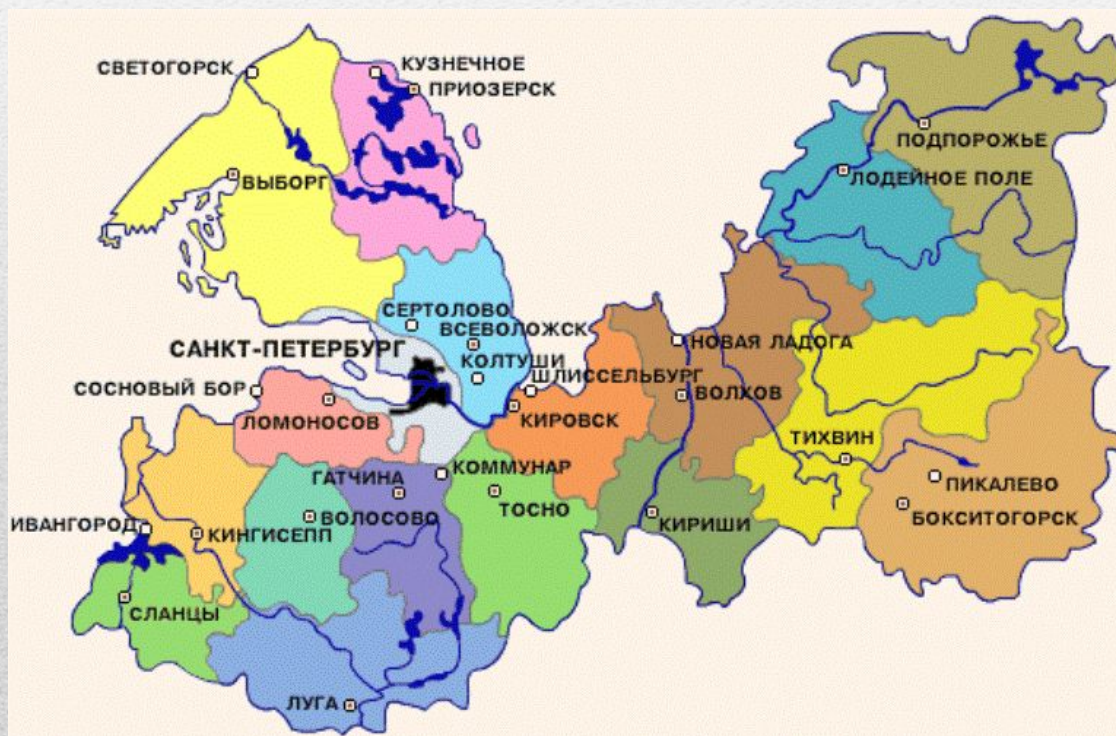 СВЕТОГОРСК
КУЗНЕЧНОЕ
ПРИОЗЕРСК
ПОДПОРОЖЬЕ
ВЫБОРГ
ЛОДЕЙНОЕ ПОЛЕ
СЕРТОЛОВО
ВСЕВОЛОЖСК
САНКТ-ПЕТЕРБУРГ
НОВАЯ ЛАДОГА
КОЛТУШИ
ШЛИССЕЛЬБУРГ
СОСНОВЫЙ БОР
ВОЛХОВ
ЛОМОНОСОВ
КИРОВСК
ТИХВИН
КОММУНАР
ГАТЧИНА
ПИКАЛЕВО
ТОСНО
ВОЛОСОВО
КИРИШИ
БОКСИТОГОРСК
ИВАНГОРОД
КИНГИСЕПП
СЛАНЦЫ
ЛУГА